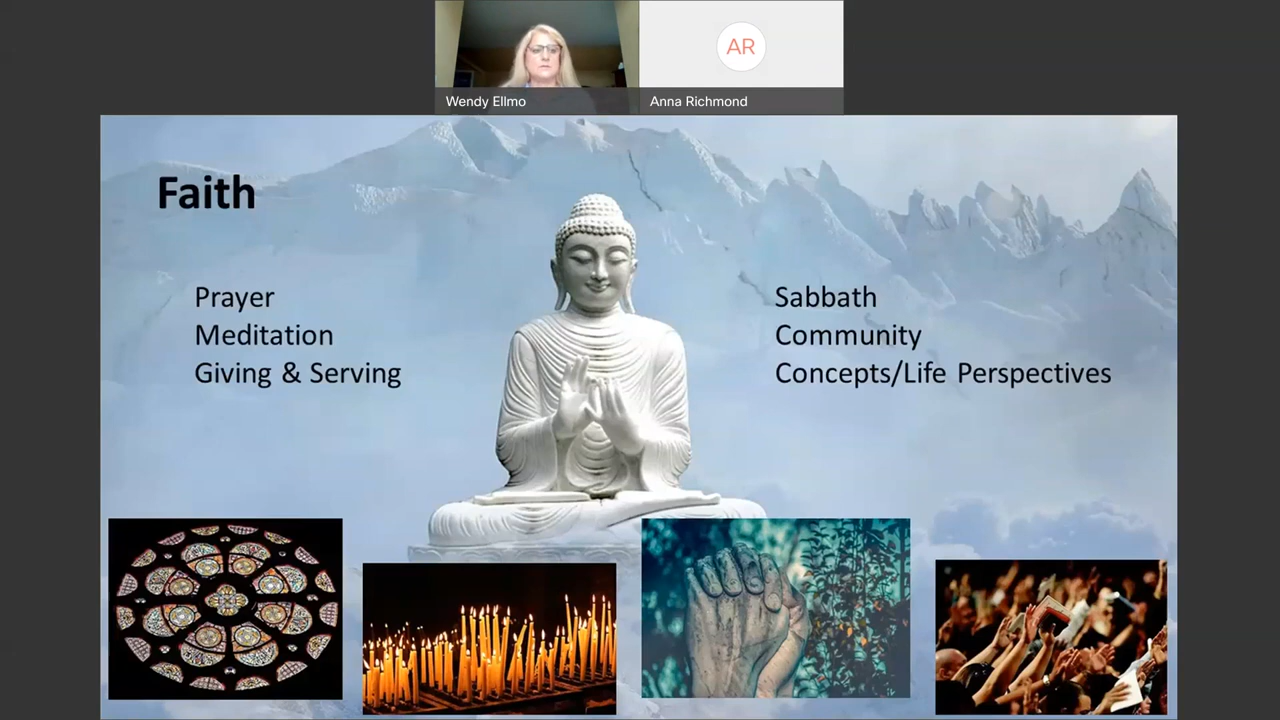 AR
Wendy Ellmo
Anna Richmond
Faith
Prayer
Meditation
Giving & Serving
Sabbath
Community
Concepts/Life Perspectives